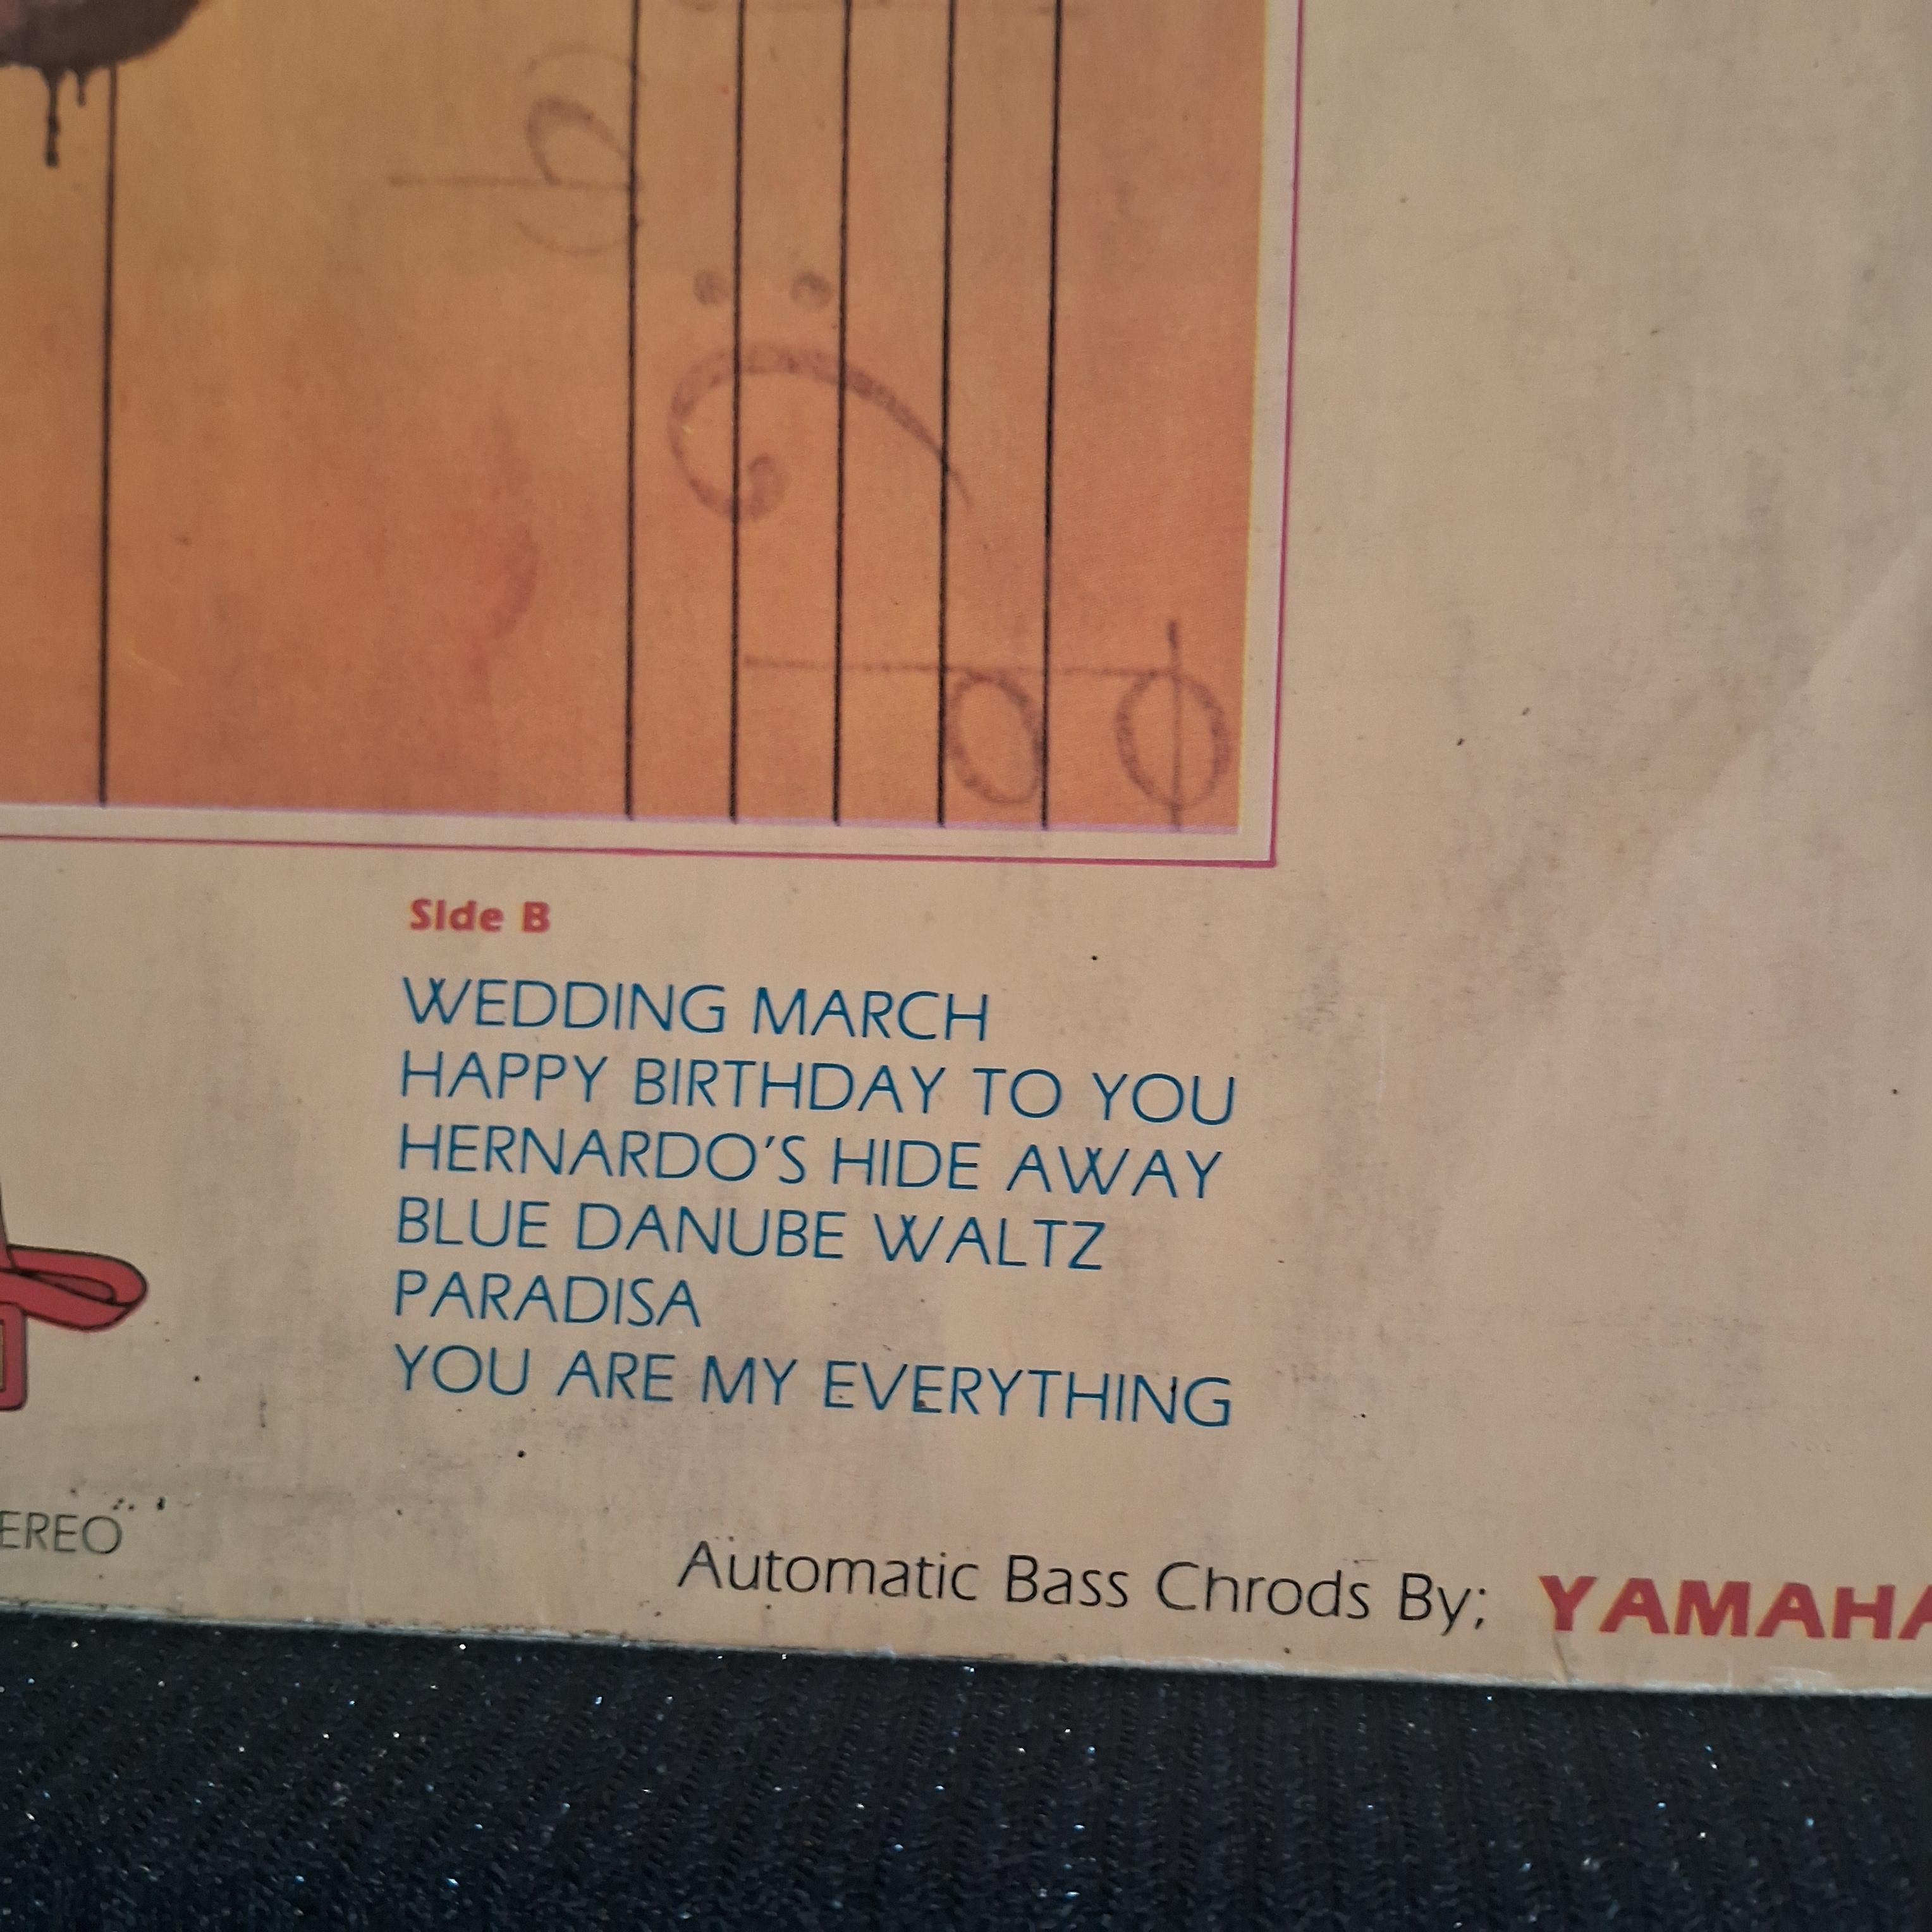 Side B
WEDDING MARCH
HAPPY BIRTHDAY TO YOU
HERNARDO'S HIDE AWAY
BLUE DANUBE WALTZ
PARADISA
YOU ARE MY EVERYTHING
EREO
Automatic Bass Chrods By; YAMAHA